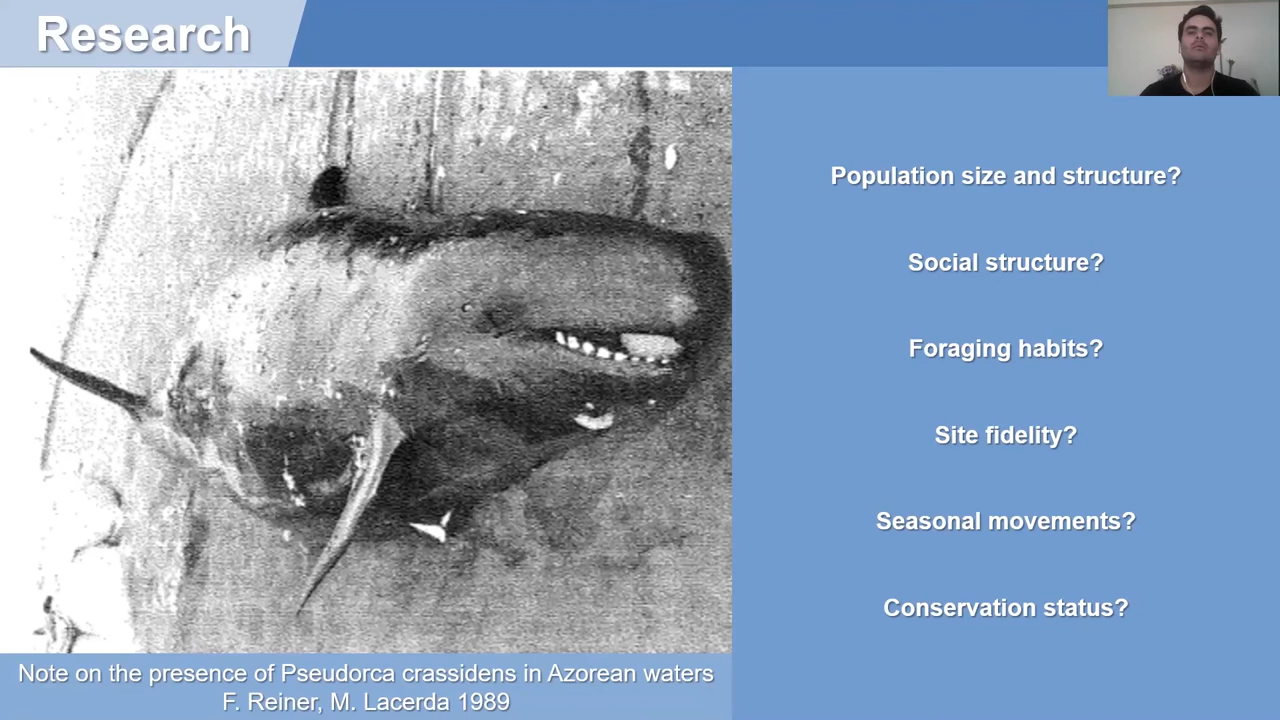 Research
Population size and structure?
Social structure?
Foraging habits?
Site fidelity?
Seasonal movements?
Conservation status?
Note on the presence of Pseudorca crassidens in Azorean waters
F. Reiner, M. Lacerda 1989